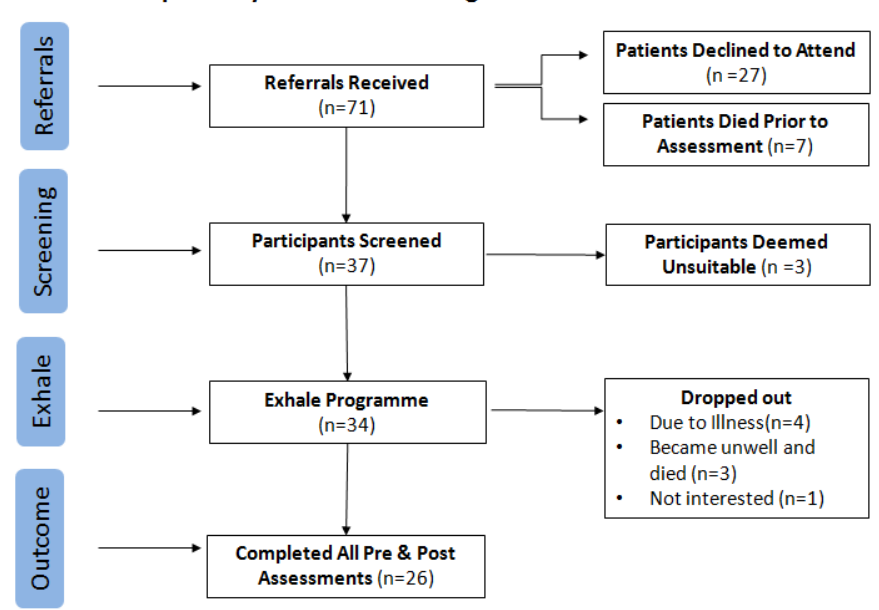 Referrals
Referrals Received
(n=71)
Patients Declined to Attend
(n =27)
Patients Died Prior to
Assessment (n=7)
Screening
Participants Screened
(n=37)
Participants Deemed
Unsuitable (n =3)
Exhale
Exhale Programme
(n=34)
Dropped out
• Due to Illness(n=4)
• Became unwell and
died (n=3)
• Not interested (n=1)
Outcome
Completed All Pre & Post
Assessments (n=26)